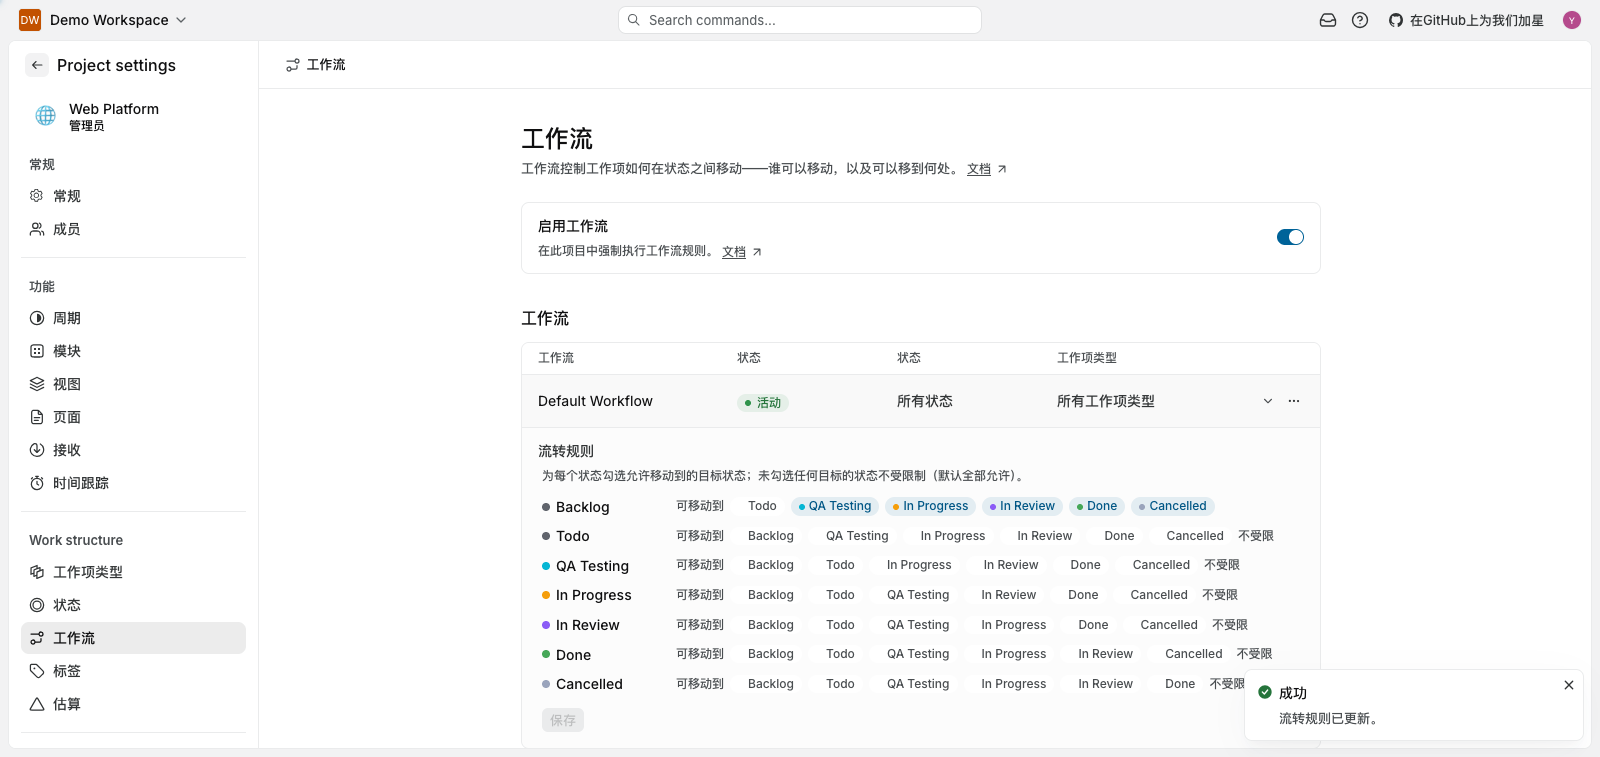 DW Demo Workspace
Search commands...
在GitHub上为我们加星
Y
Project settings
工作流
Web Platform
管理员
常规
常规
成员
功能
周期
模块
视图
页面
接收
时间跟踪
Work structure
工作项类型
状态
工作流
标签
估算
工作流
工作流控制工作项如何在状态之间移动——谁可以移动，以及可以移到何处。 文档
启用工作流
在此项目中强制执行工作流规则。 文档
工作流
工作流 状态 状态 工作项类型
Default Workflow 活动 所有状态 所有工作项类型
流转规则
为每个状态勾选允许移动到的目标状态；未勾选任何目标的状态不受限制（默认全部允许）。
Backlog 可移动到 Todo QA Testing In Progress In Review Done Cancelled
Todo 可移动到 Backlog QA Testing In Progress In Review Done Cancelled 不受限
QA Testing 可移动到 Backlog Todo In Progress In Review Done Cancelled 不受限
In Progress 可移动到 Backlog Todo QA Testing In Review Done Cancelled 不受限
In Review 可移动到 Backlog Todo QA Testing In Progress Done Cancelled 不受限
Done 可移动到 Backlog Todo QA Testing In Progress In Review Cancelled 不受限
Cancelled 可移动到 Backlog Todo QA Testing In Progress In Review Done 不受限
保存
成功
流转规则已更新。